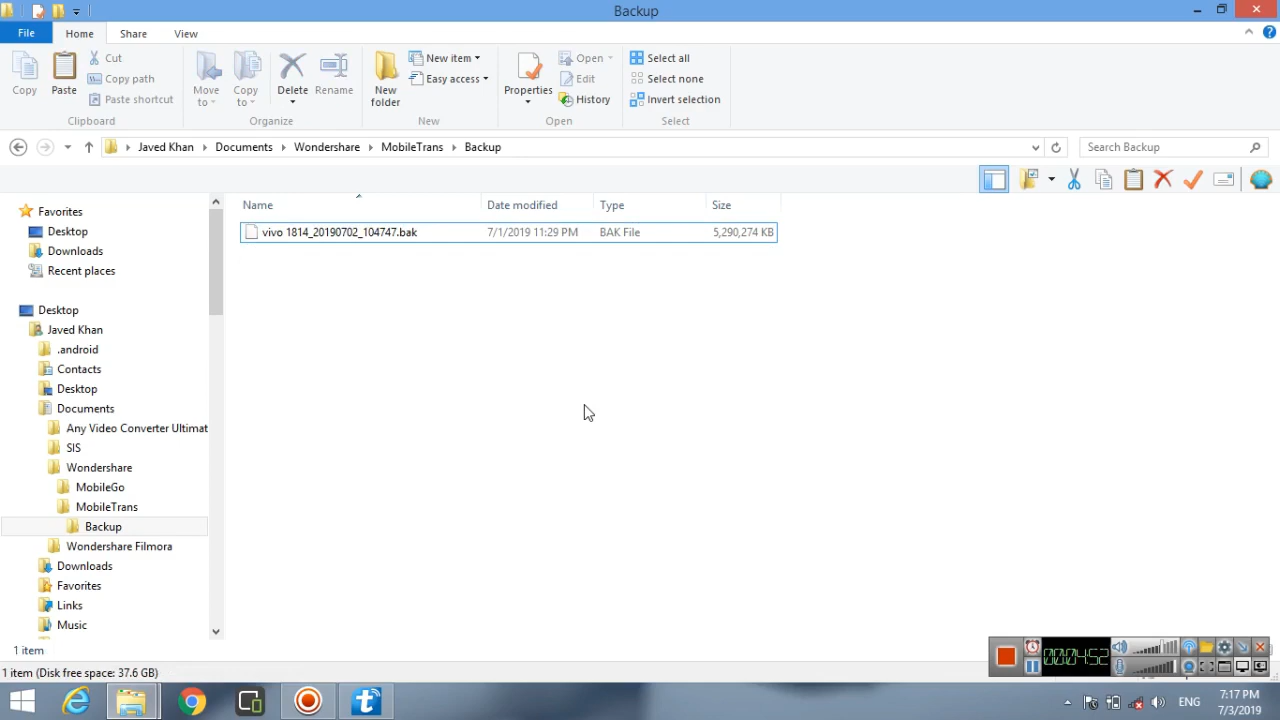 Backup
File
Home
Share
View
Copy
Paste
Cut
Copy path
Paste shortcut
Clipboard
Move to
Copy to
Delete
Rename
Organize
New folder
New item
Easy access
New
Properties
Open
Edit
History
Open
Select all
Select none
Invert selection
Select
Javed Khan
Documents
Wondershare
MobileTrans
Backup
Search Backup
Name
Date modified
Type
Size
vivo 1814_20190702_104747.bak
7/1/2019 11:29 PM
BAK File
5,290,274 KB
Favorites
Desktop
Downloads
Recent places
Desktop
Javed Khan
.android
Contacts
Desktop
Documents
Any Video Converter Ultimat
SIS
Wondershare
MobileGo
MobileTrans
Backup
Wondershare Filmora
Downloads
Favorites
Links
Music
1 item
1 item (Disk free space: 37.6 GB)
00:04:52
ENG
7:17 PM
7/3/2019